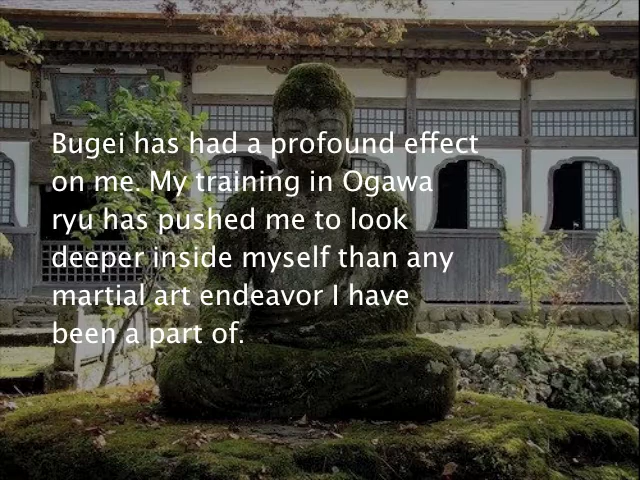 Bugei has had a profound effect
on me. My training in Ogawa
ryu has pushed me to look
deeper inside myself than any
martial art endeavor I have
been a part of.